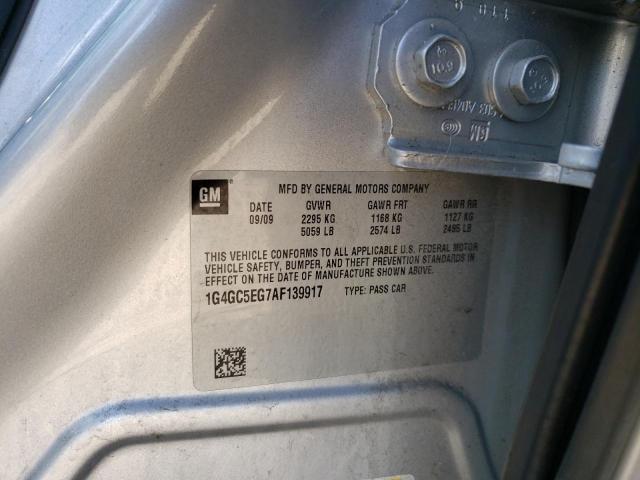 GM
MFD BY GENERAL MOTORS COMPANY
DATE GVWR GAWR FRT GAWR RR
09/09 2295 KG 1168 KG 1127 KG
5059 LB 2574 LB 2485 LB
THIS VEHICLE CONFORMS TO ALL APPLICABLE U.S. FEDERAL MOTOR
VEHICLE SAFETY, BUMPER, AND THEFT PREVENTION STANDARDS IN
EFFECT ON THE DATE OF MANUFACTURE SHOWN ABOVE.
1G4GC5EG7AF139917 TYPE: PASS CAR
10.9